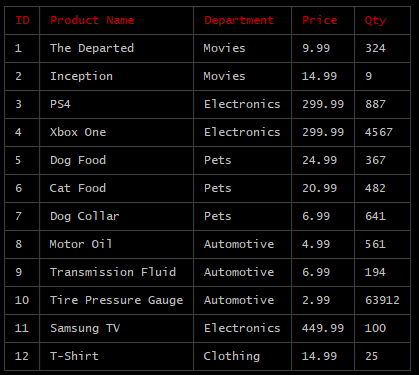 ID Product Name Department Price Qty
1 The Departed Movies 9.99 324
2 Inception Movies 14.99 9
3 PS4 Electronics 299.99 887
4 Xbox One Electronics 299.99 4567
5 Dog Food Pets 24.99 367
6 Cat Food Pets 20.99 482
7 Dog Collar Pets 6.99 641
8 Motor Oil Automotive 4.99 561
9 Transmission Fluid Automotive 6.99 194
10 Tire Pressure Gauge Automotive 2.99 63912
11 Samsung TV Electronics 449.99 100
12 T-Shirt Clothing 14.99 25